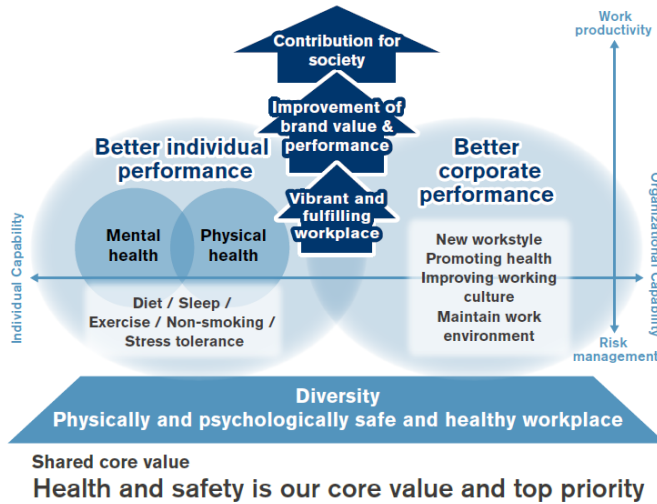 Contribution for
society
Work
productivity
Improvement of
brand value &
performance
Better individual
performance
Better
corporate
performance
Vibrant and
fulfilling
workplace
Mental
health
Physical
health
New workstyle
Promoting health
Improving working
culture
Maintain work
environment
Individual Capability
Organizational Capability
Diet / Sleep /
Exercise / Non-smoking /
Stress tolerance
Risk
management
Diversity
Physically and psychologically safe and healthy workplace
Shared core value
Health and safety is our core value and top priority